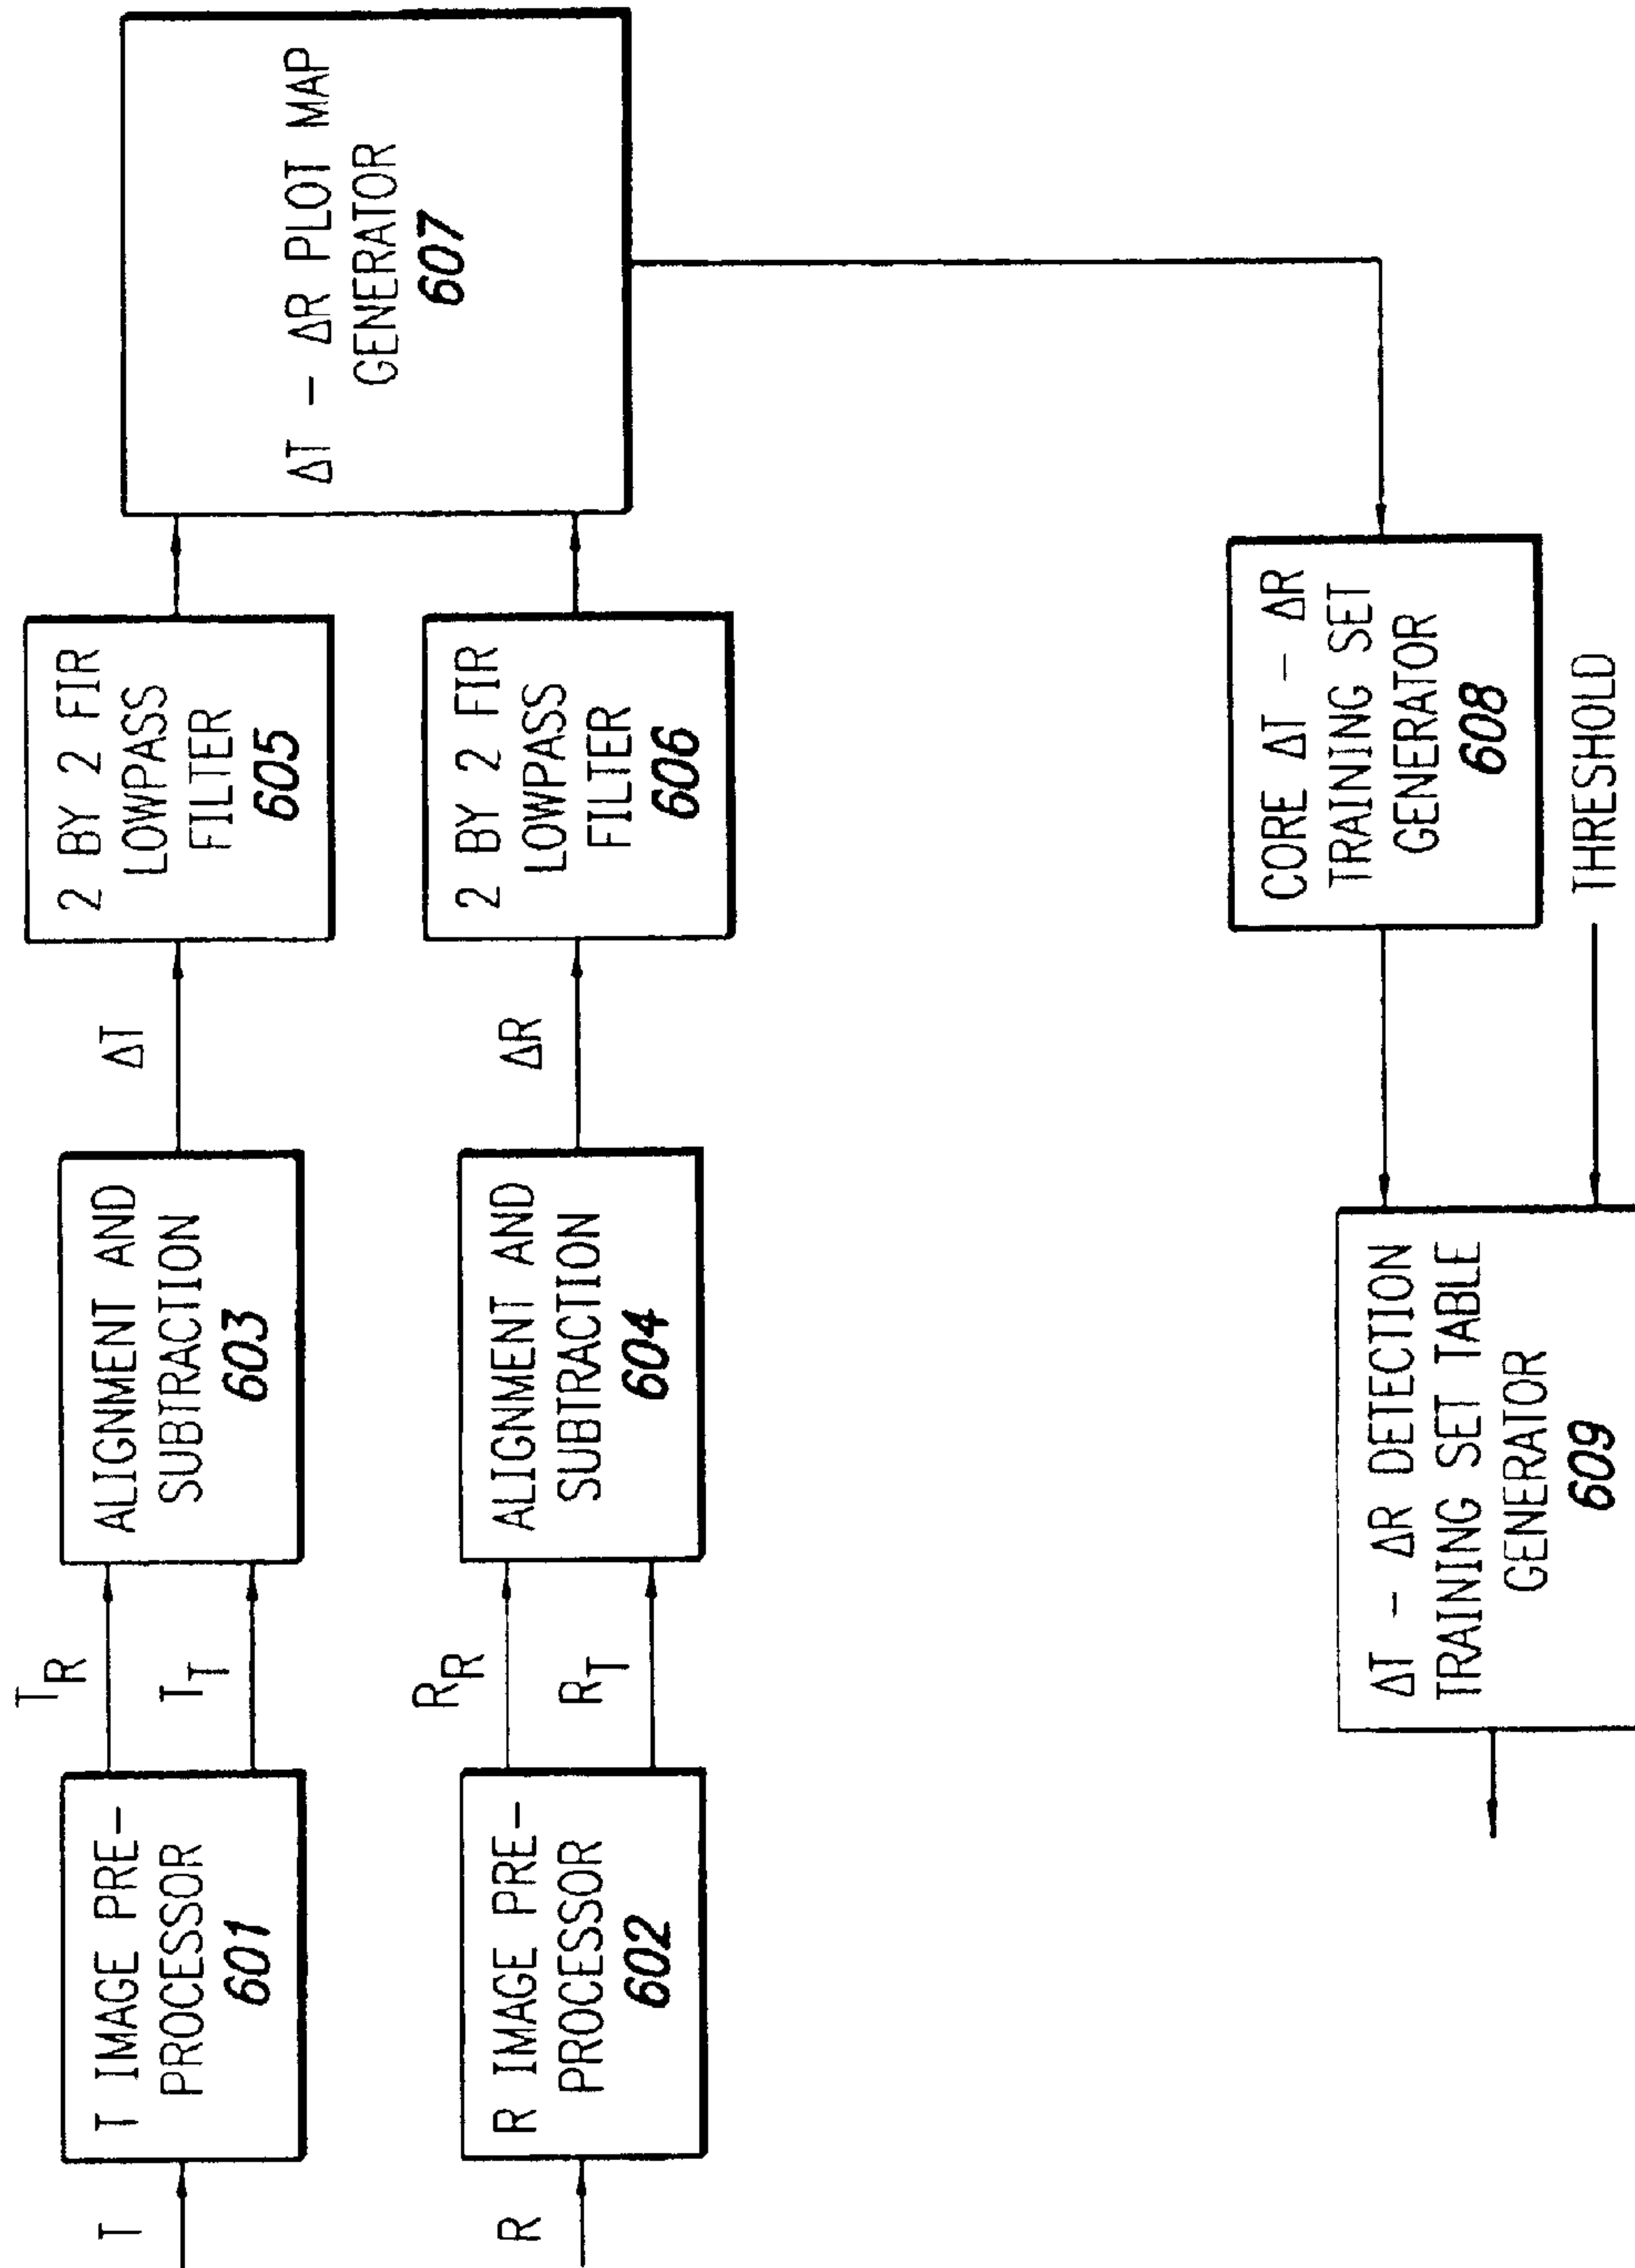 T
T IMAGE PRE-
PROCESSOR
601
T_R
T_T
ALIGNMENT AND
SUBTRACTION
603
ΔT
2 BY 2 FIR
LOWPASS
FILTER
605
R
R IMAGE PRE-
PROCESSOR
602
R_R
R_T
ALIGNMENT AND
SUBTRACTION
604
ΔR
2 BY 2 FIR
LOWPASS
FILTER
606
ΔT - ΔR PLOT MAP
GENERATOR
607
CORE ΔT - ΔR
TRAINING SET
GENERATOR
608
THRESHOLD
ΔT - ΔR DETECTION
TRAINING SET TABLE
GENERATOR
609